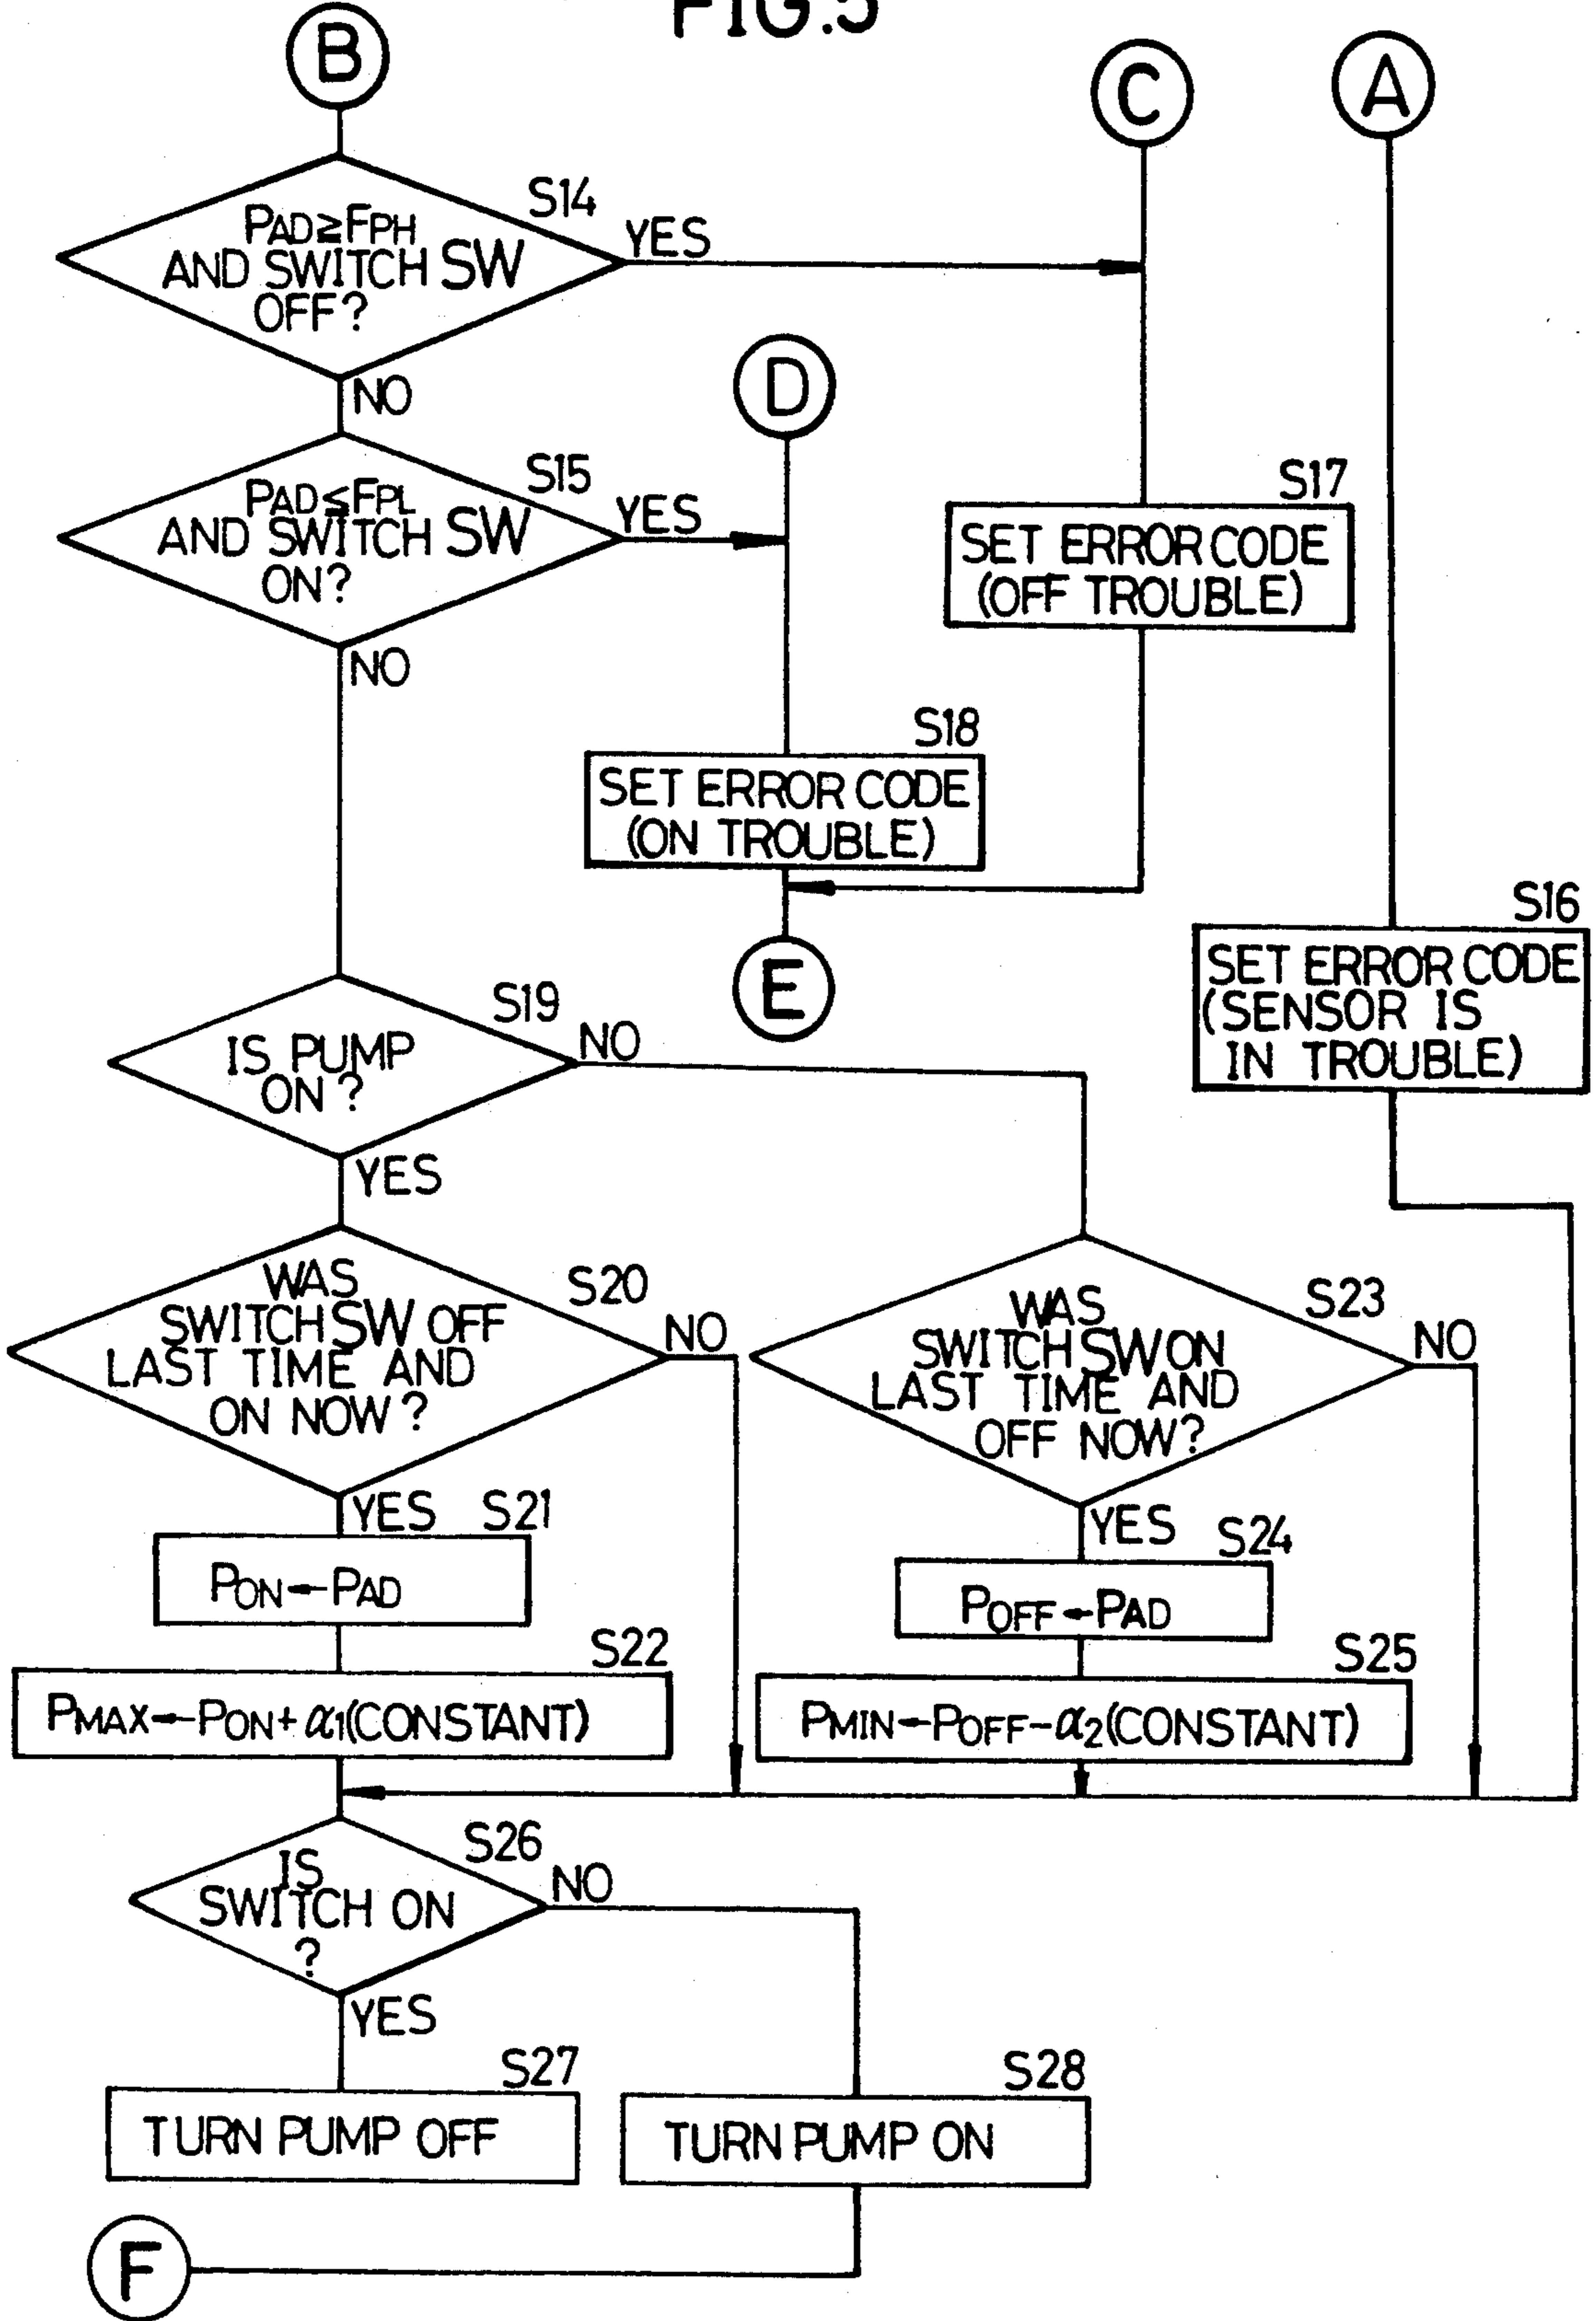 FIG.5
B
C
A
S14
PAD≧FPH
AND SWITCH SW
OFF?
YES
NO
D
S15
PAD≦FPL
AND SWITCH SW
ON?
YES
NO
S17
SET ERROR CODE
(OFF TROUBLE)
S18
SET ERROR CODE
(ON TROUBLE)
E
S16
SET ERROR CODE
(SENSOR IS
IN TROUBLE)
S19
IS PUMP
ON?
NO
YES
S20
WAS
SWITCH SW OFF
LAST TIME AND
ON NOW?
NO
YES
S23
WAS
SWITCH SW ON
LAST TIME AND
OFF NOW?
NO
YES
S21
PON←PAD
S24
POFF←PAD
S22
PMAX←PON+α1(CONSTANT)
S25
PMIN←POFF-α2(CONSTANT)
S26
IS
SWITCH ON
?
NO
YES
S27
TURN PUMP OFF
S28
TURN PUMP ON
F